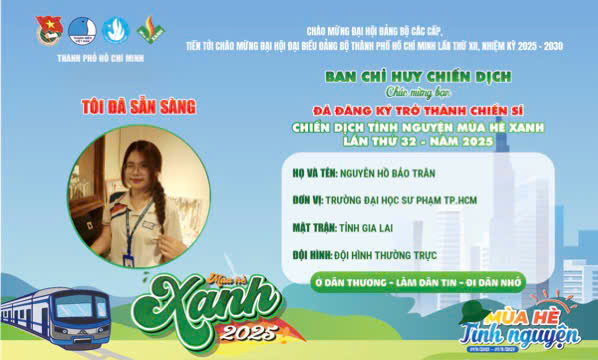 CHÀO MỪNG ĐẠI HỘI ĐẢNG BỘ CÁC CẤP,
TIẾN TỚI CHÀO MỪNG ĐẠI HỘI ĐẠI BIỂU ĐẢNG BỘ THÀNH PHỐ HỒ CHÍ MINH LẦN THỨ XII, NHIỆM KỲ 2025 - 2030
THÀNH PHỐ HỒ CHÍ MINH
TÔI ĐÃ SẴN SÀNG
BAN CHỈ HUY CHIẾN DỊCH
Chúc mừng bạn
ĐÃ ĐĂNG KÝ TRỞ THÀNH CHIẾN SĨ
CHIẾN DỊCH TÌNH NGUYỆN MÙA HÈ XANH
LẦN THỨ 32 - NĂM 2025
HỌ VÀ TÊN: NGUYỄN HỒ BẢO TRÂN
ĐƠN VỊ: TRƯỜNG ĐẠI HỌC SƯ PHẠM TP.HCM
MẶT TRẬN: TỈNH GIA LAI
ĐỘI HÌNH: ĐỘI HÌNH THƯỜNG TRỰC
Ở DÂN THƯƠNG - LÀM DÂN TIN - ĐI DÂN NHỚ
Mùa hè
Xanh
2025
MÙA HÈ
Tình nguyện